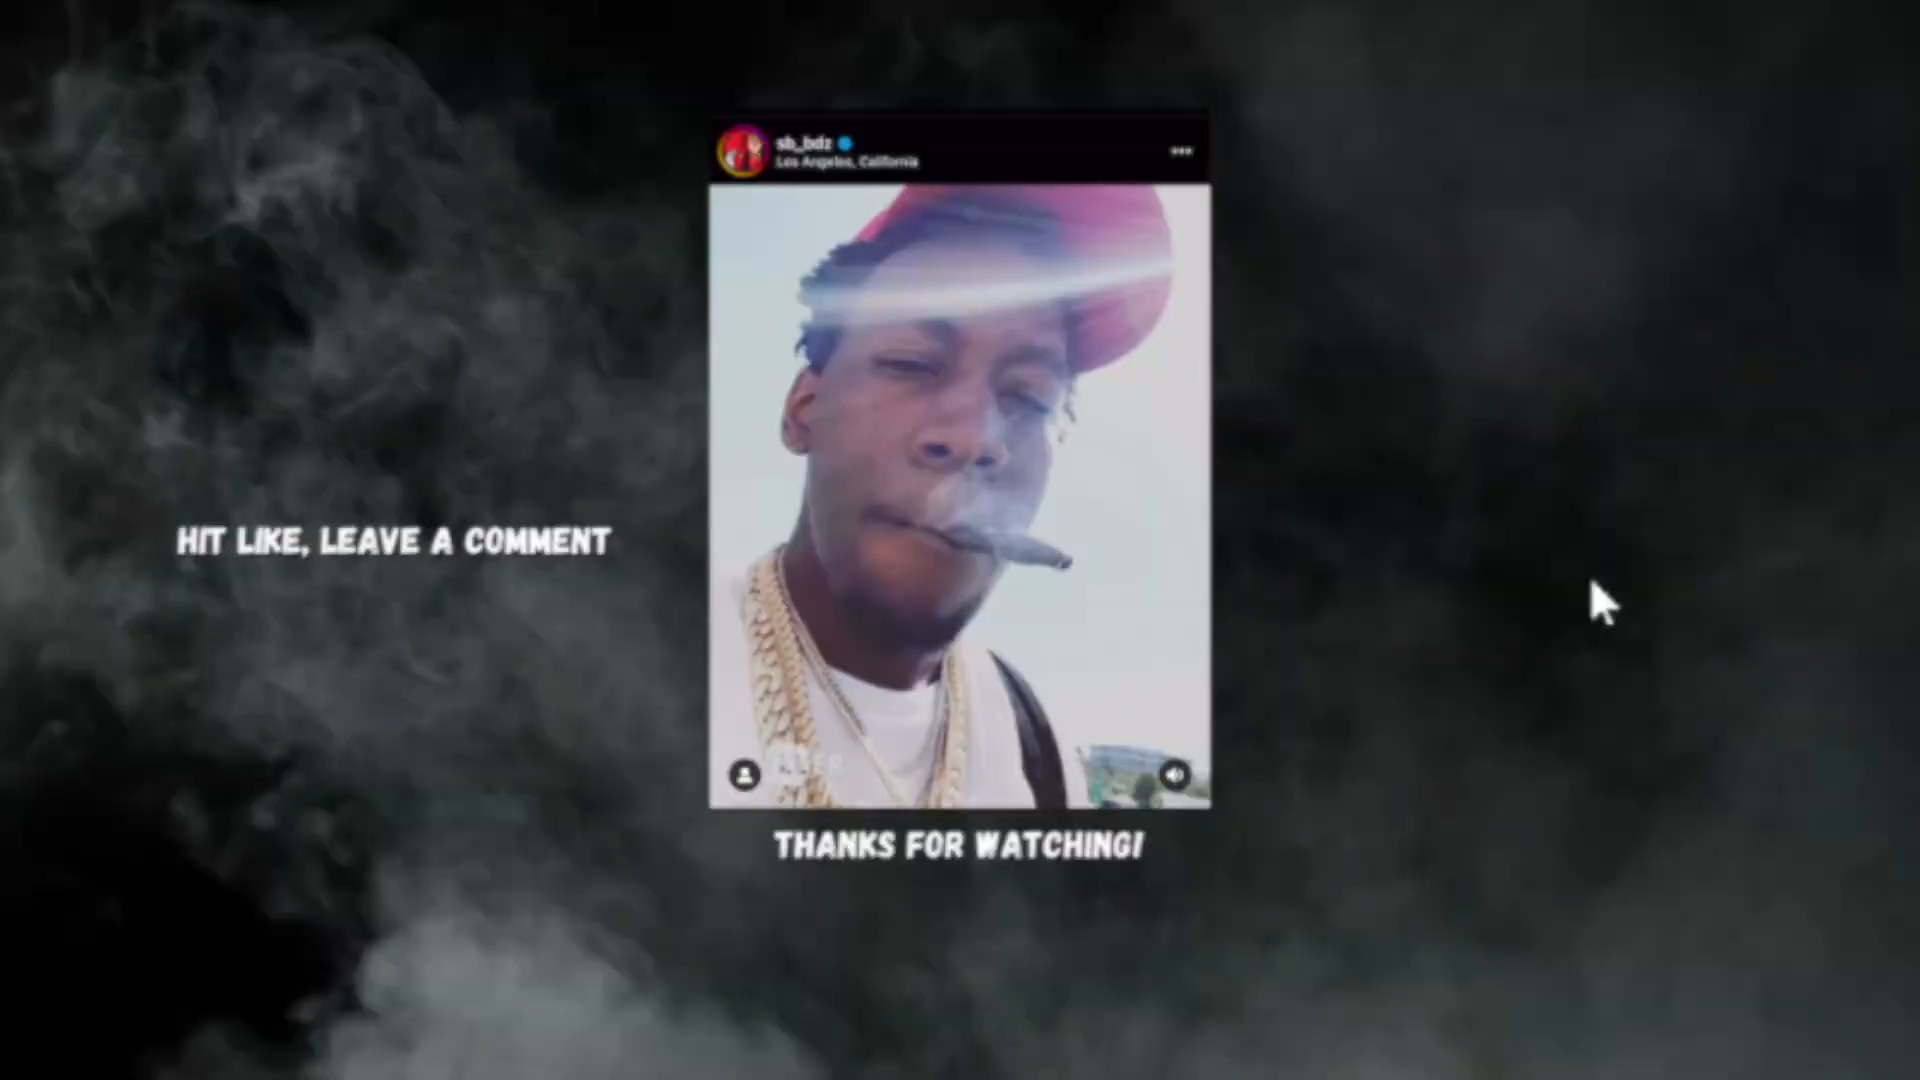 sb_bdz
Los Angeles, California
HIT LIKE, LEAVE A COMMENT
THANKS FOR WATCHING!